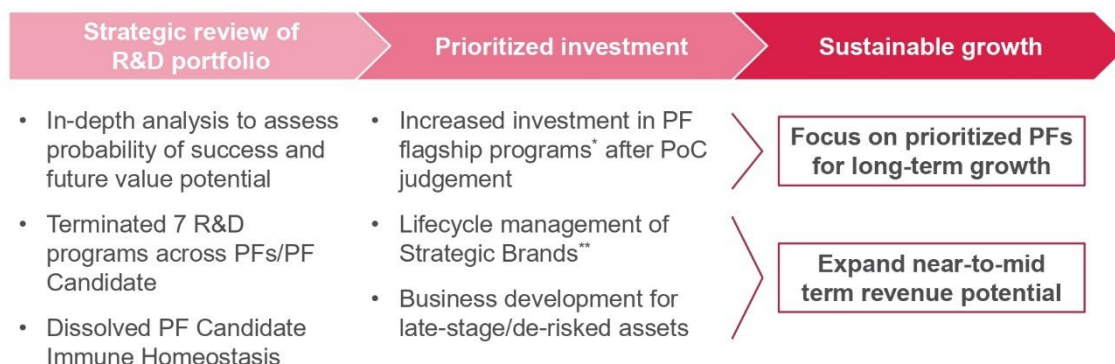 Strategic review of
R&D portfolio
Prioritized investment
Sustainable growth
• In-depth analysis to assess
probability of success and
future value potential
• Terminated 7 R&D
programs across PFs/PF
Candidate
• Dissolved PF Candidate
Immune Homeostasis
• Increased investment in PF
flagship programs* after PoC
judgement
• Lifecycle management of
Strategic Brands**
• Business development for
late-stage/de-risked assets
Focus on prioritized PFs
for long-term growth
Expand near-to-mid
term revenue potential